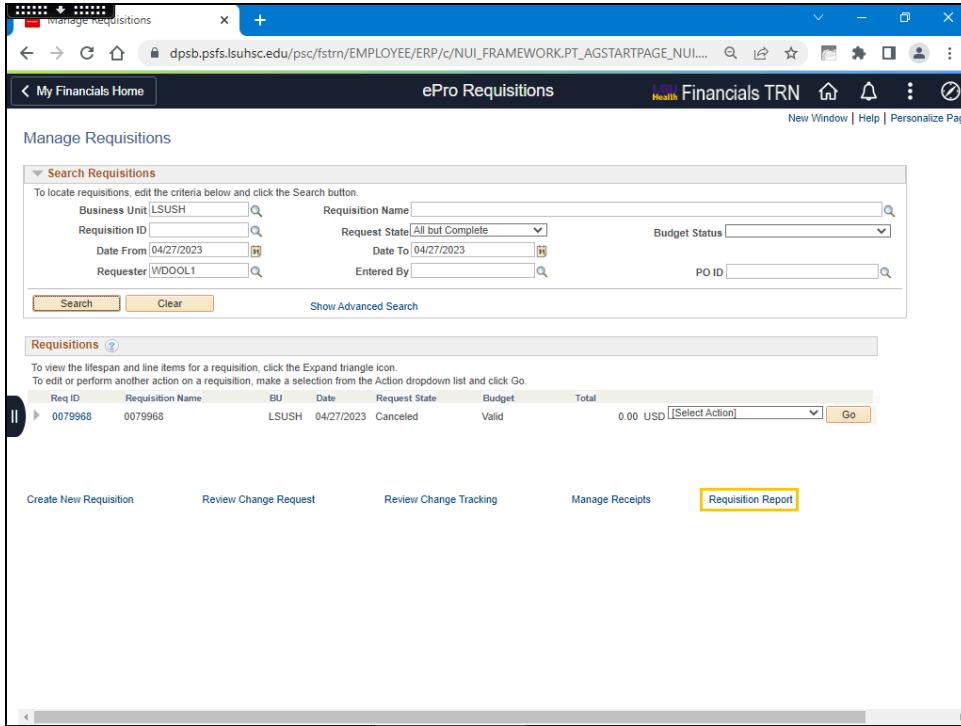 Manage Requisitions
dpsb.psfs.lsuhsc.edu/psc/fstrn/EMPLOYEE/ERP/c/NUI_FRAMEWORK.PT_AGSTARTPAGE_NUI....
My Financials Home
ePro Requisitions
LSU Health Financials TRN
New Window | Help | Personalize Pag
Manage Requisitions
Search Requisitions
To locate requisitions, edit the criteria below and click the Search button.
Business Unit LSUSH Requisition Name
Requisition ID Request State All but Complete Budget Status
Date From 04/27/2023 Date To 04/27/2023
Requester WDOOL1 Entered By PO ID
Search Clear Show Advanced Search
Requisitions ?
To view the lifespan and line items for a requisition, click the Expand triangle icon.
To edit or perform another action on a requisition, make a selection from the Action dropdown list and click Go.
Req ID Requisition Name BU Date Request State Budget Total
0079968 0079968 LSUSH 04/27/2023 Canceled Valid 0.00 USD [Select Action] Go
Create New Requisition Review Change Request Review Change Tracking Manage Receipts Requisition Report